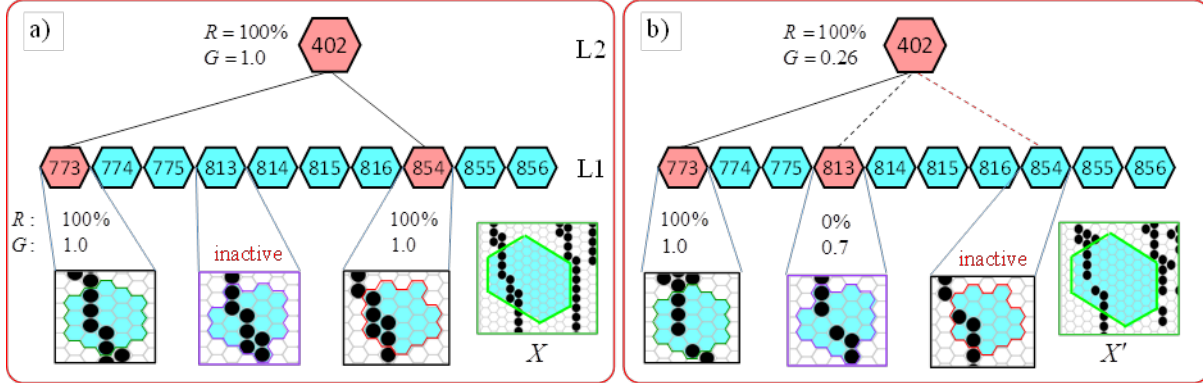 a)
R = 100%
G = 1.0
402
L2
773 774 775 813 814 815 816 854 855 856
L1
R : 100% 100%
G : 1.0 1.0
inactive
X
b)
R = 100%
G = 0.26
402
773 774 775 813 814 815 816 854 855 856
100% 0%
1.0 0.7
inactive
X'